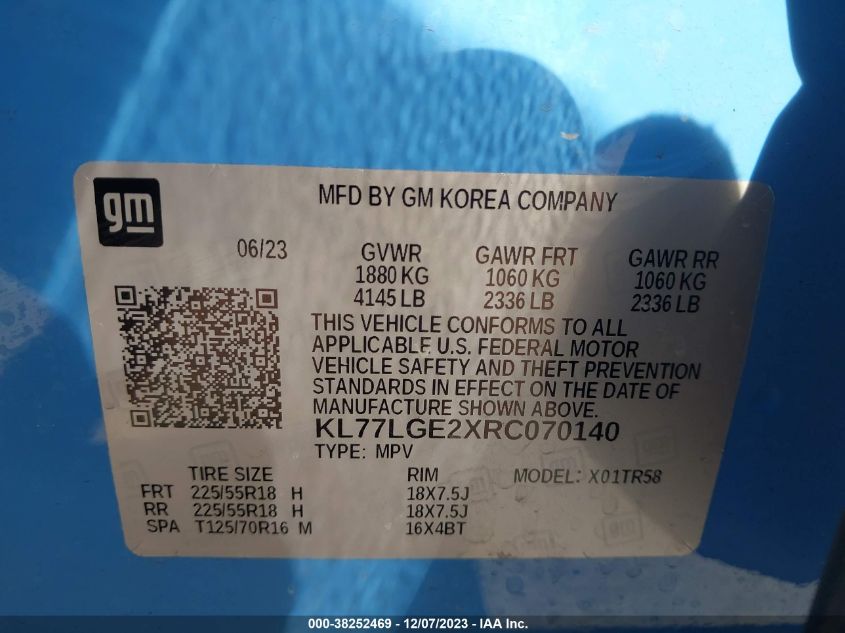 gm
MFD BY GM KOREA COMPANY
06/23
GVWR GAWR FRT GAWR RR
1880 KG 1060 KG 1060 KG
4145 LB 2336 LB 2336 LB
THIS VEHICLE CONFORMS TO ALL
APPLICABLE U.S. FEDERAL MOTOR
VEHICLE SAFETY AND THEFT PREVENTION
STANDARDS IN EFFECT ON THE DATE OF
MANUFACTURE SHOWN ABOVE.
KL77LGE2XRC070140
TYPE: MPV
TIRE SIZE RIM MODEL: X01TR58
FRT 225/55R18 H 18X7.5J
RR 225/55R18 H 18X7.5J
SPA T125/70R16 M 16X4BT
000-38252469 - 12/07/2023 - IAA Inc.